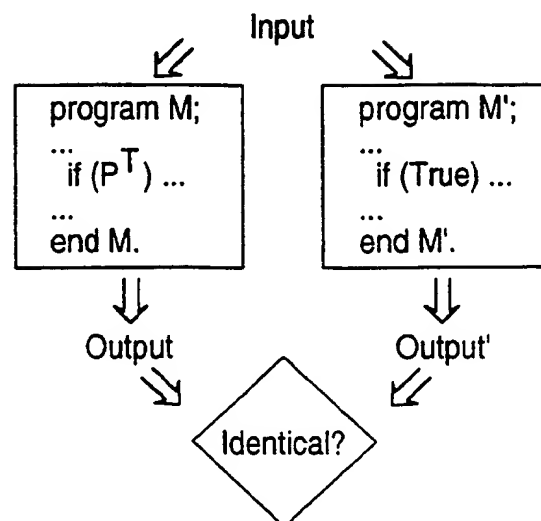 Input
program M;
...
if (P^T) ...
...
end M.
program M';
...
if (True) ...
...
end M'.
Output
Output'
Identical?